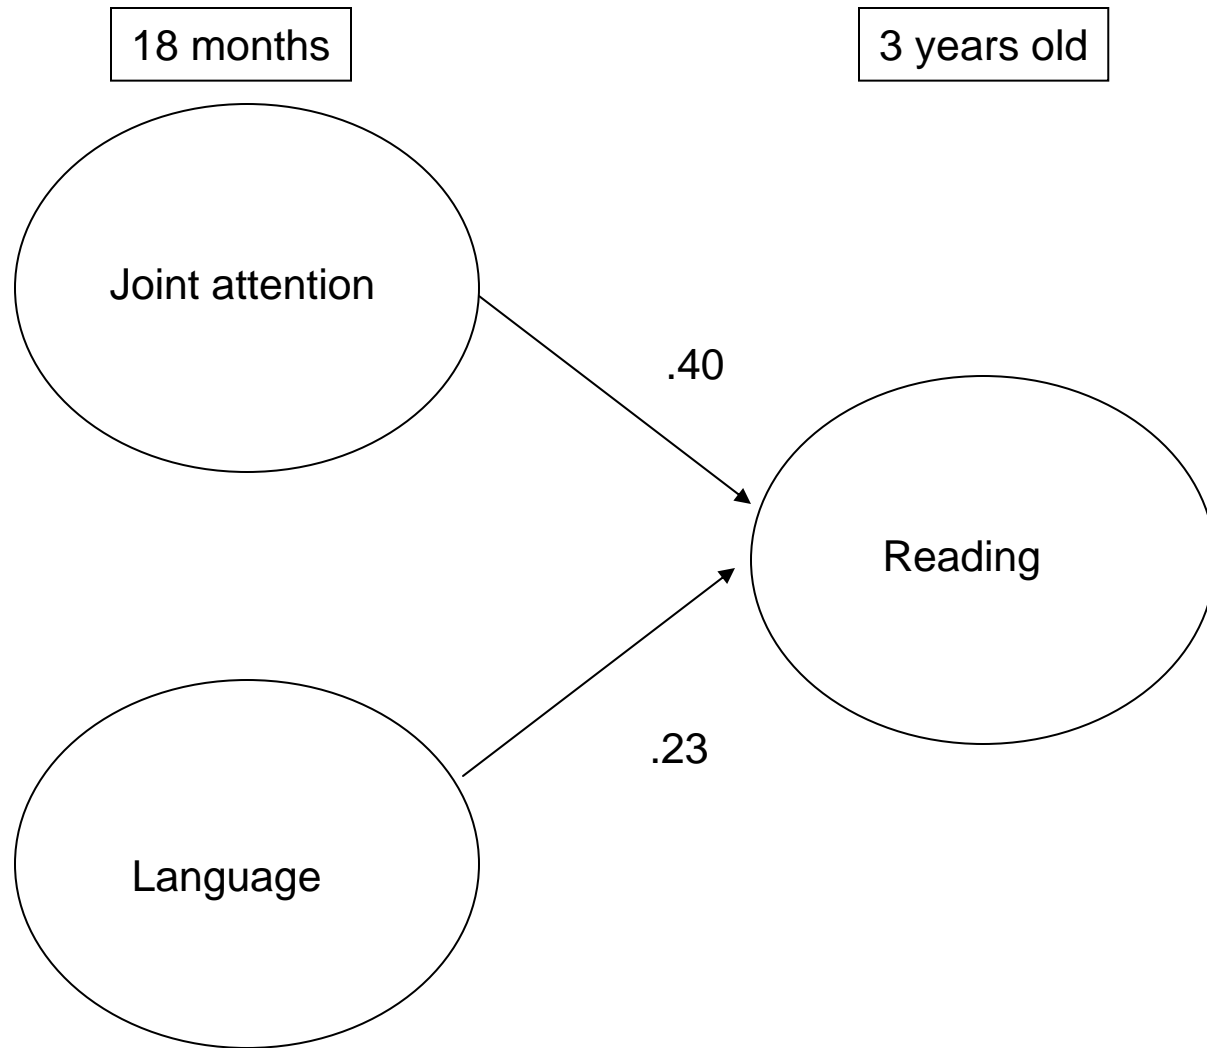 18 months
3 years old
Joint attention
.40
Reading
.23
Language